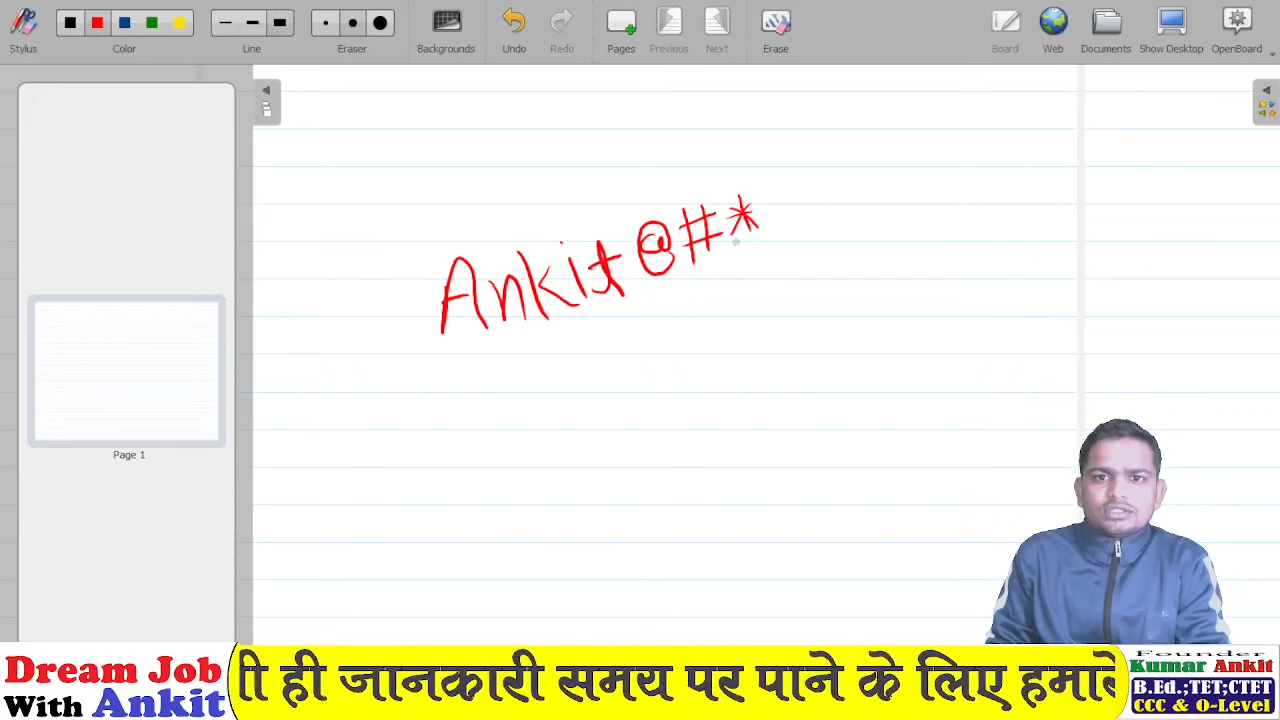 Stylus
Color
Line
Eraser
Backgrounds
Undo
Redo
Pages
Previous
Next
Erase
Board
Web
Documents
Show Desktop
OpenBoard
Ankit@#*
Page 1
Dream Job
With Ankit
ही जानकारी समय पर पाने के लिए हमारे
Founder
Kumar Ankit
B.Ed.;TET;CTET
CCC & O-Level